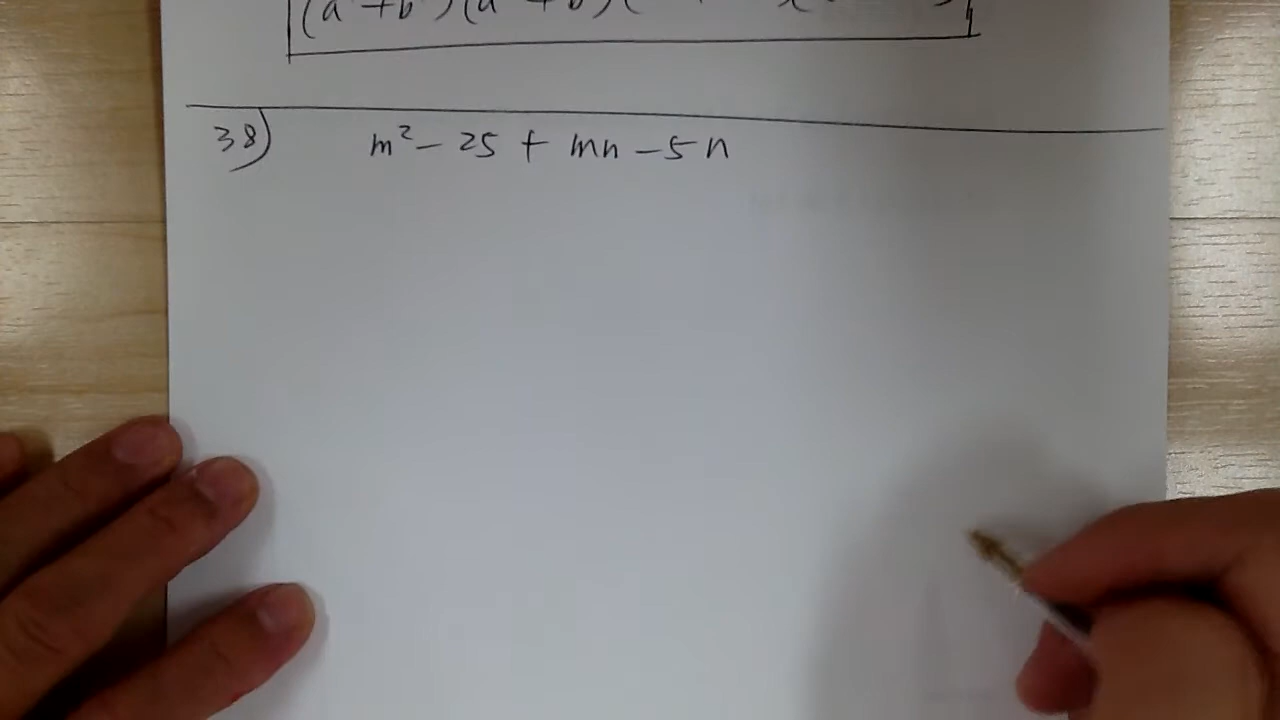 (a + b)(a + b)(
38) m² - 25 + mn - 5n